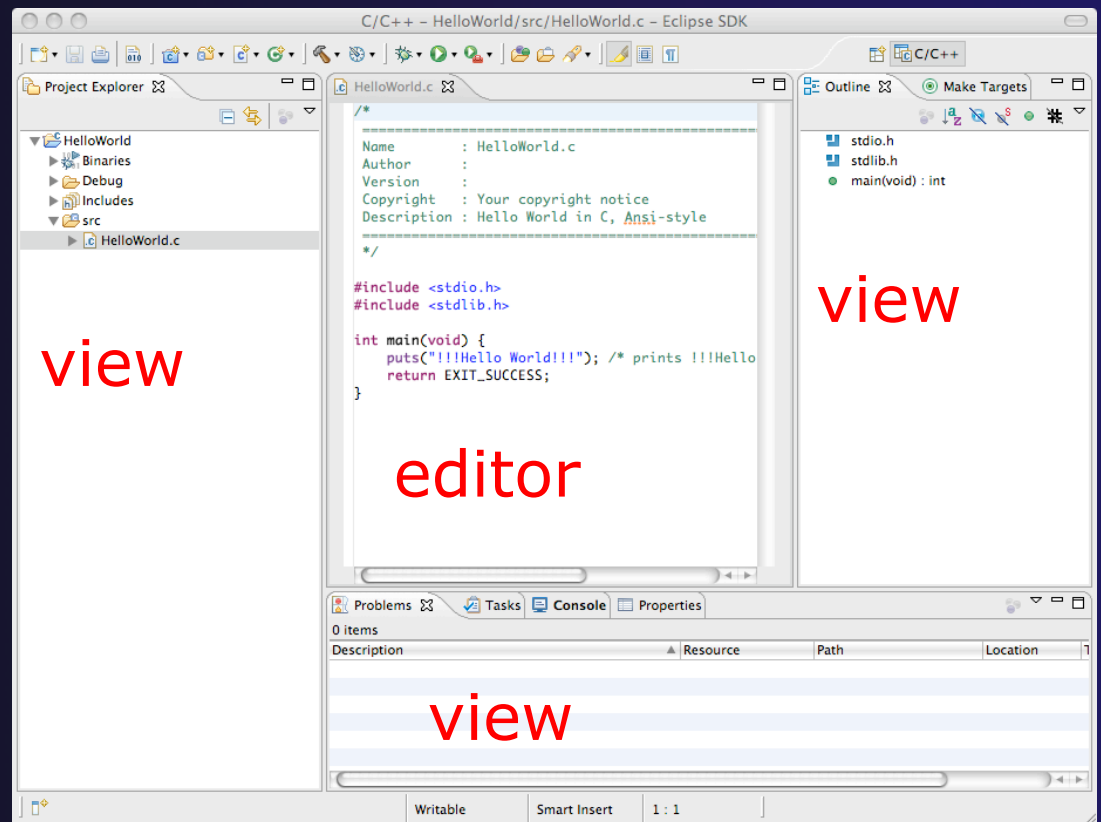 C/C++ – HelloWorld/src/HelloWorld.c – Eclipse SDK
010
C/C++
Project Explorer
HelloWorld
Binaries
Debug
Includes
src
HelloWorld.c
view
HelloWorld.c
/*
============================================================================
Name        : HelloWorld.c
Author      :
Version     :
Copyright   : Your copyright notice
Description : Hello World in C, Ansi-style
============================================================================
*/
#include <stdio.h>
#include <stdlib.h>
int main(void) {
puts("!!!Hello World!!!"); /* prints !!!Hello
return EXIT_SUCCESS;
}
editor
Outline
Make Targets
stdio.h
stdlib.h
main(void) : int
view
Problems
Tasks
Console
Properties
0 items
Description Resource Path Location T
view
Writable Smart Insert 1 : 1